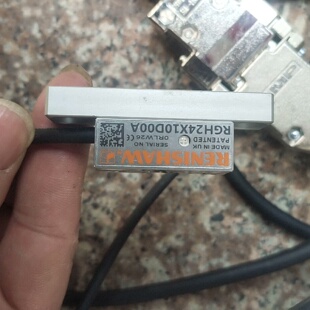 RENISHAW
MADE IN UK
PATENTED
SERIAL NO
RGH24X10D00A